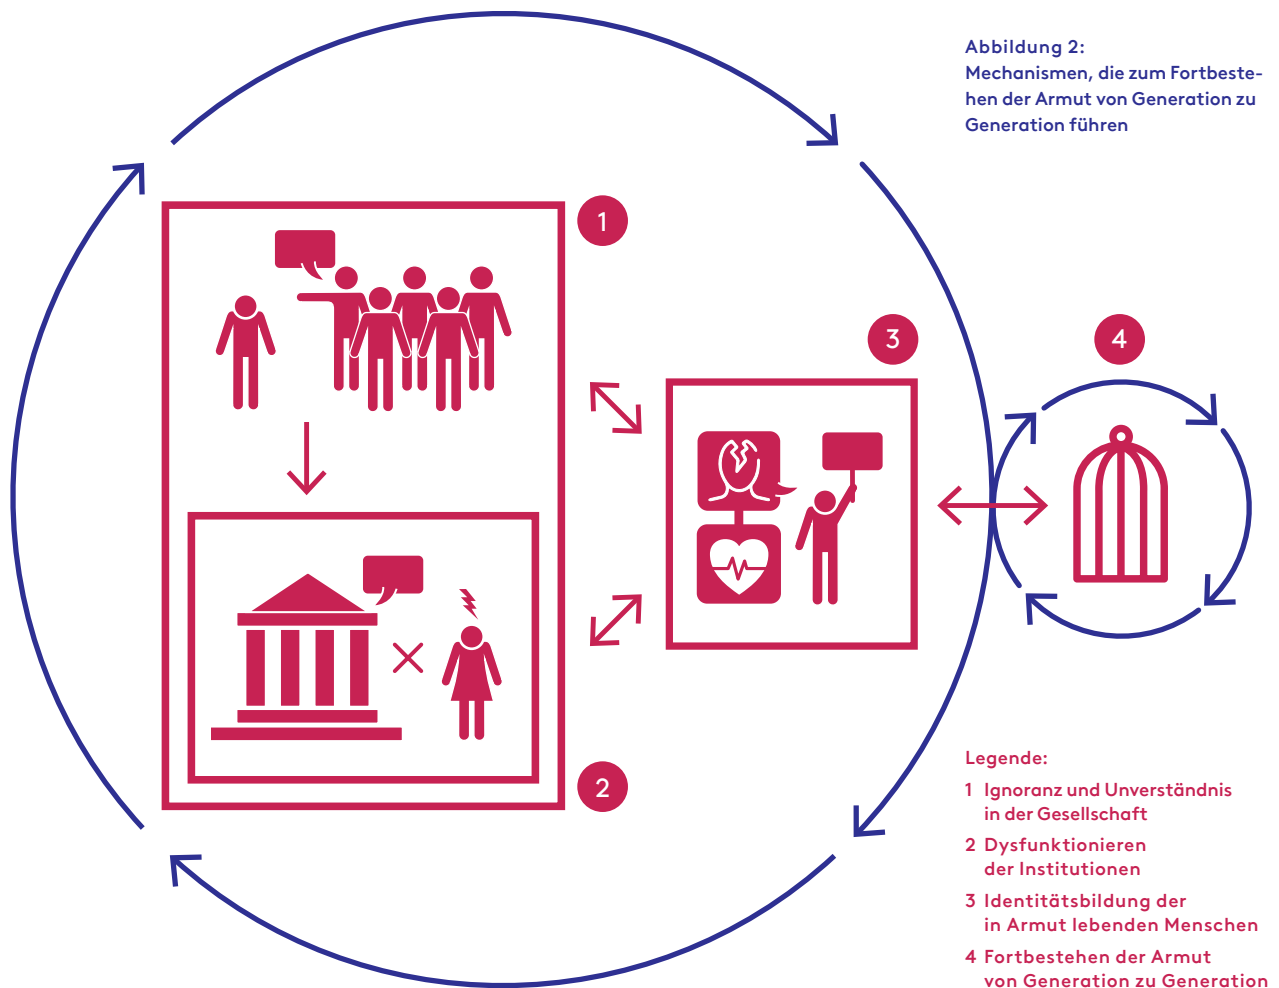 Abbildung 2:
Mechanismen, die zum Fortbeste-
hen der Armut von Generation zu
Generation führen
1
3
4
2
Legende:
1 Ignoranz und Unverständnis
in der Gesellschaft
2 Dysfunktionieren
der Institutionen
3 Identitätsbildung der
in Armut lebenden Menschen
4 Fortbestehen der Armut
von Generation zu Generation